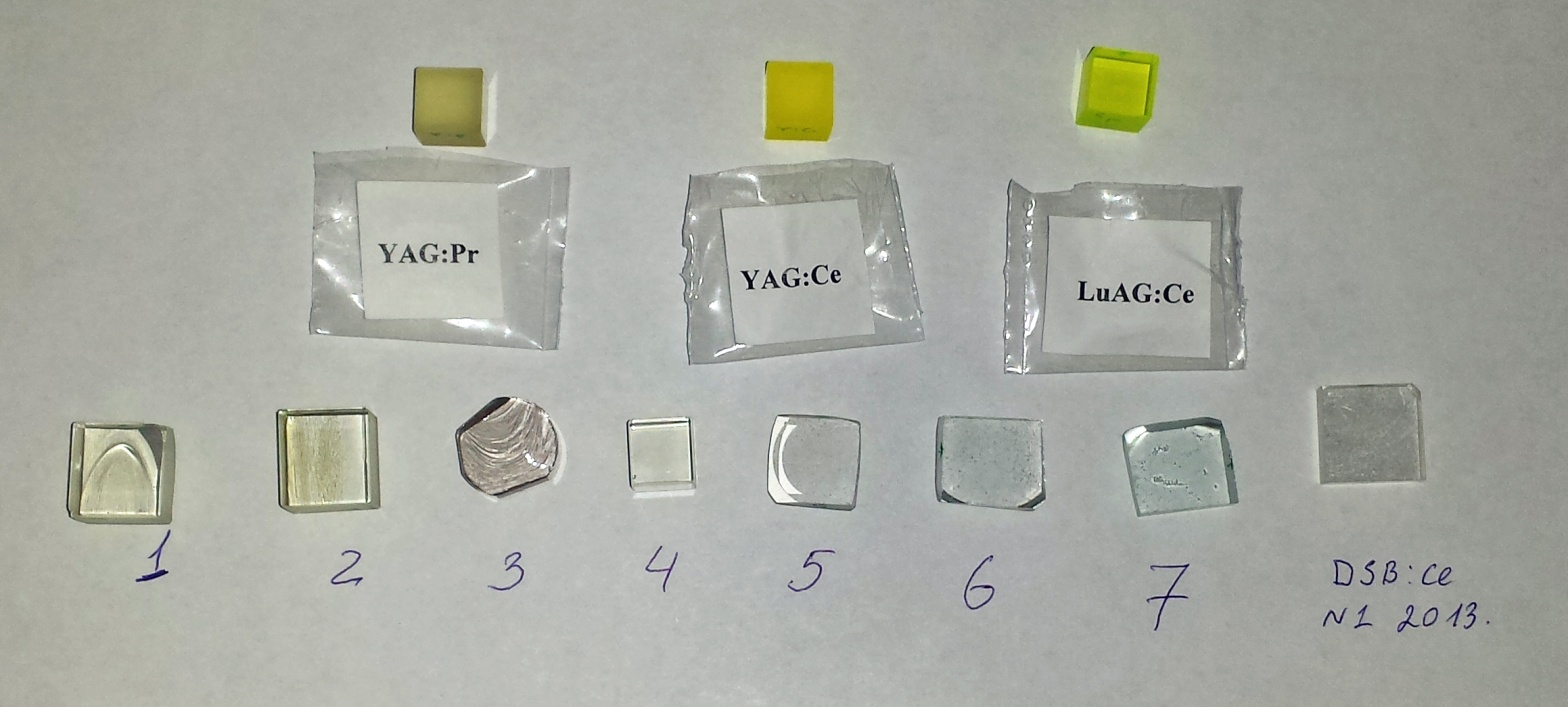 YAG:Pr
YAG:Ce
LuAG:Ce
1 2 3 4 5 6 7
DSB:Ce
N1 2013.